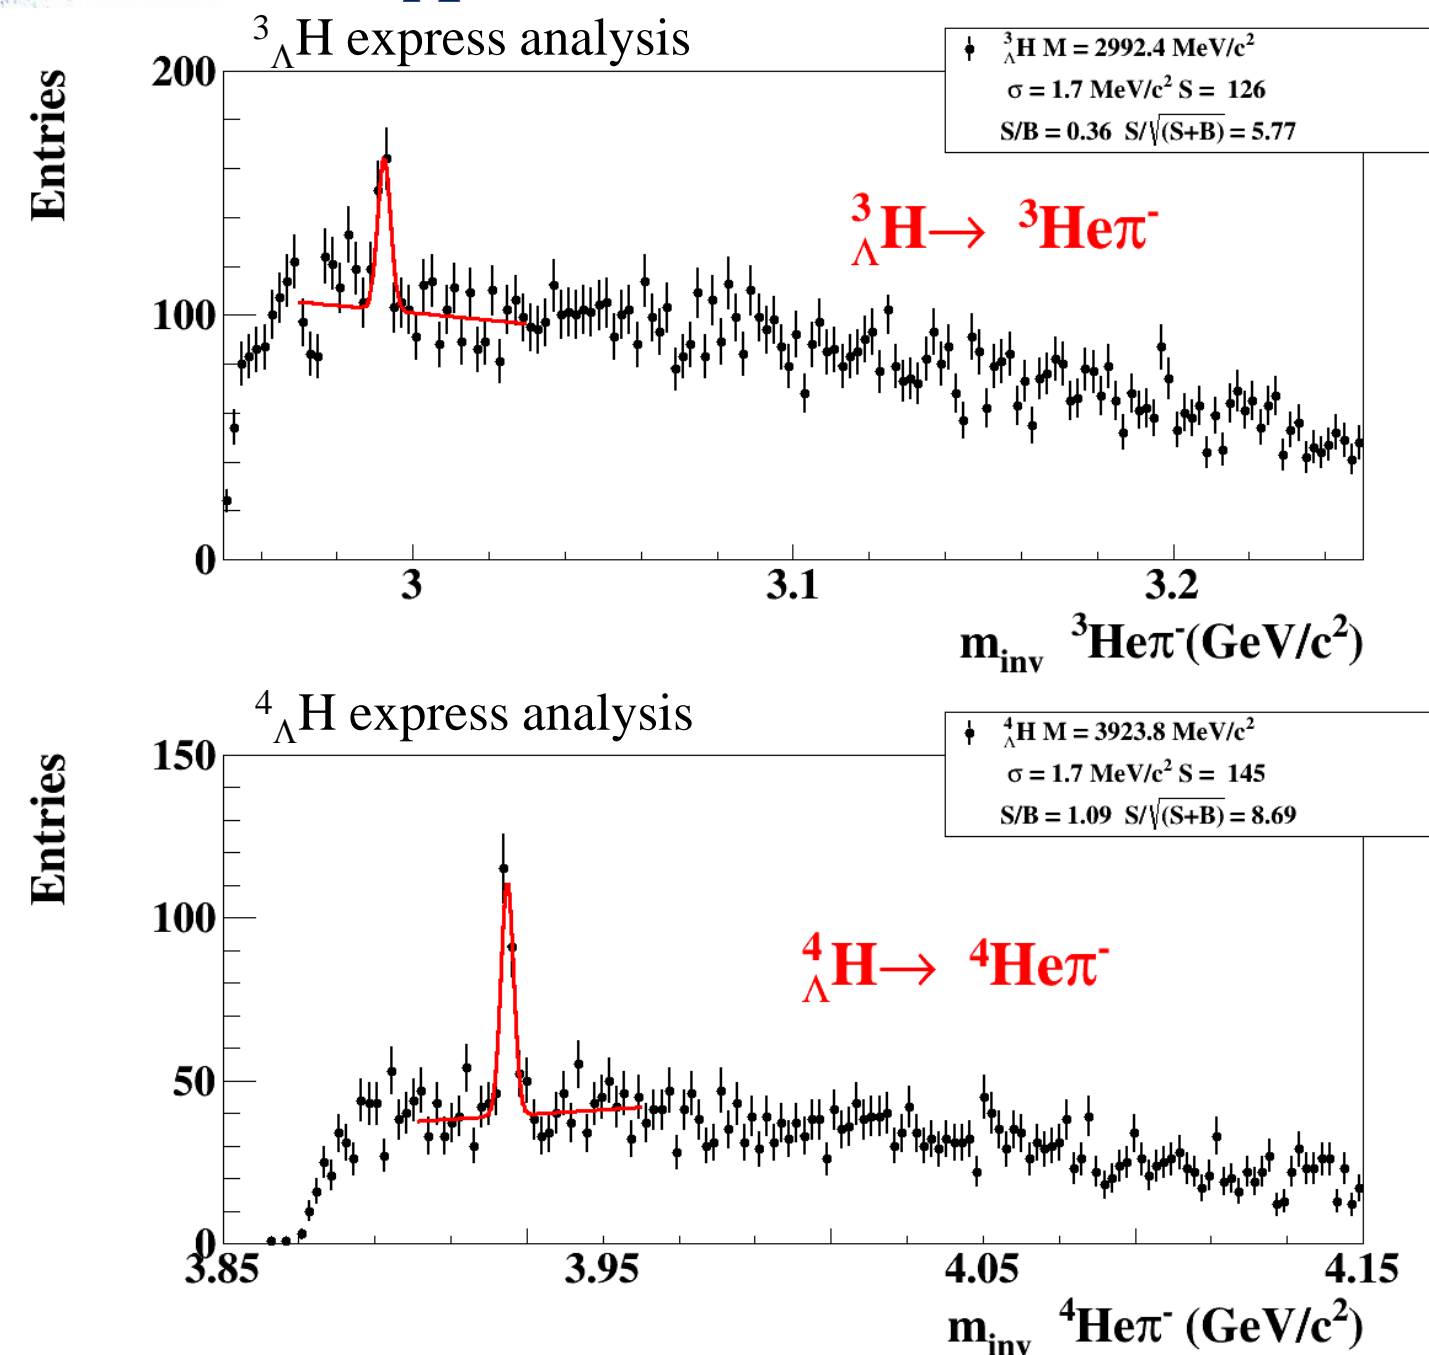 ³ΛH express analysis
³ΛH M = 2992.4 MeV/c²
σ = 1.7 MeV/c² S = 126
S/B = 0.36 S/√(S+B) = 5.77
Entries
200
100
0
³ΛH→ ³Heπ⁻
3 3.1 3.2
minv ³Heπ⁻(GeV/c²)
⁴ΛH express analysis
⁴ΛH M = 3923.8 MeV/c²
σ = 1.7 MeV/c² S = 145
S/B = 1.09 S/√(S+B) = 8.69
Entries
150
100
50
0
⁴ΛH→ ⁴Heπ⁻
3.85 3.95 4.05 4.15
minv ⁴Heπ⁻ (GeV/c²)